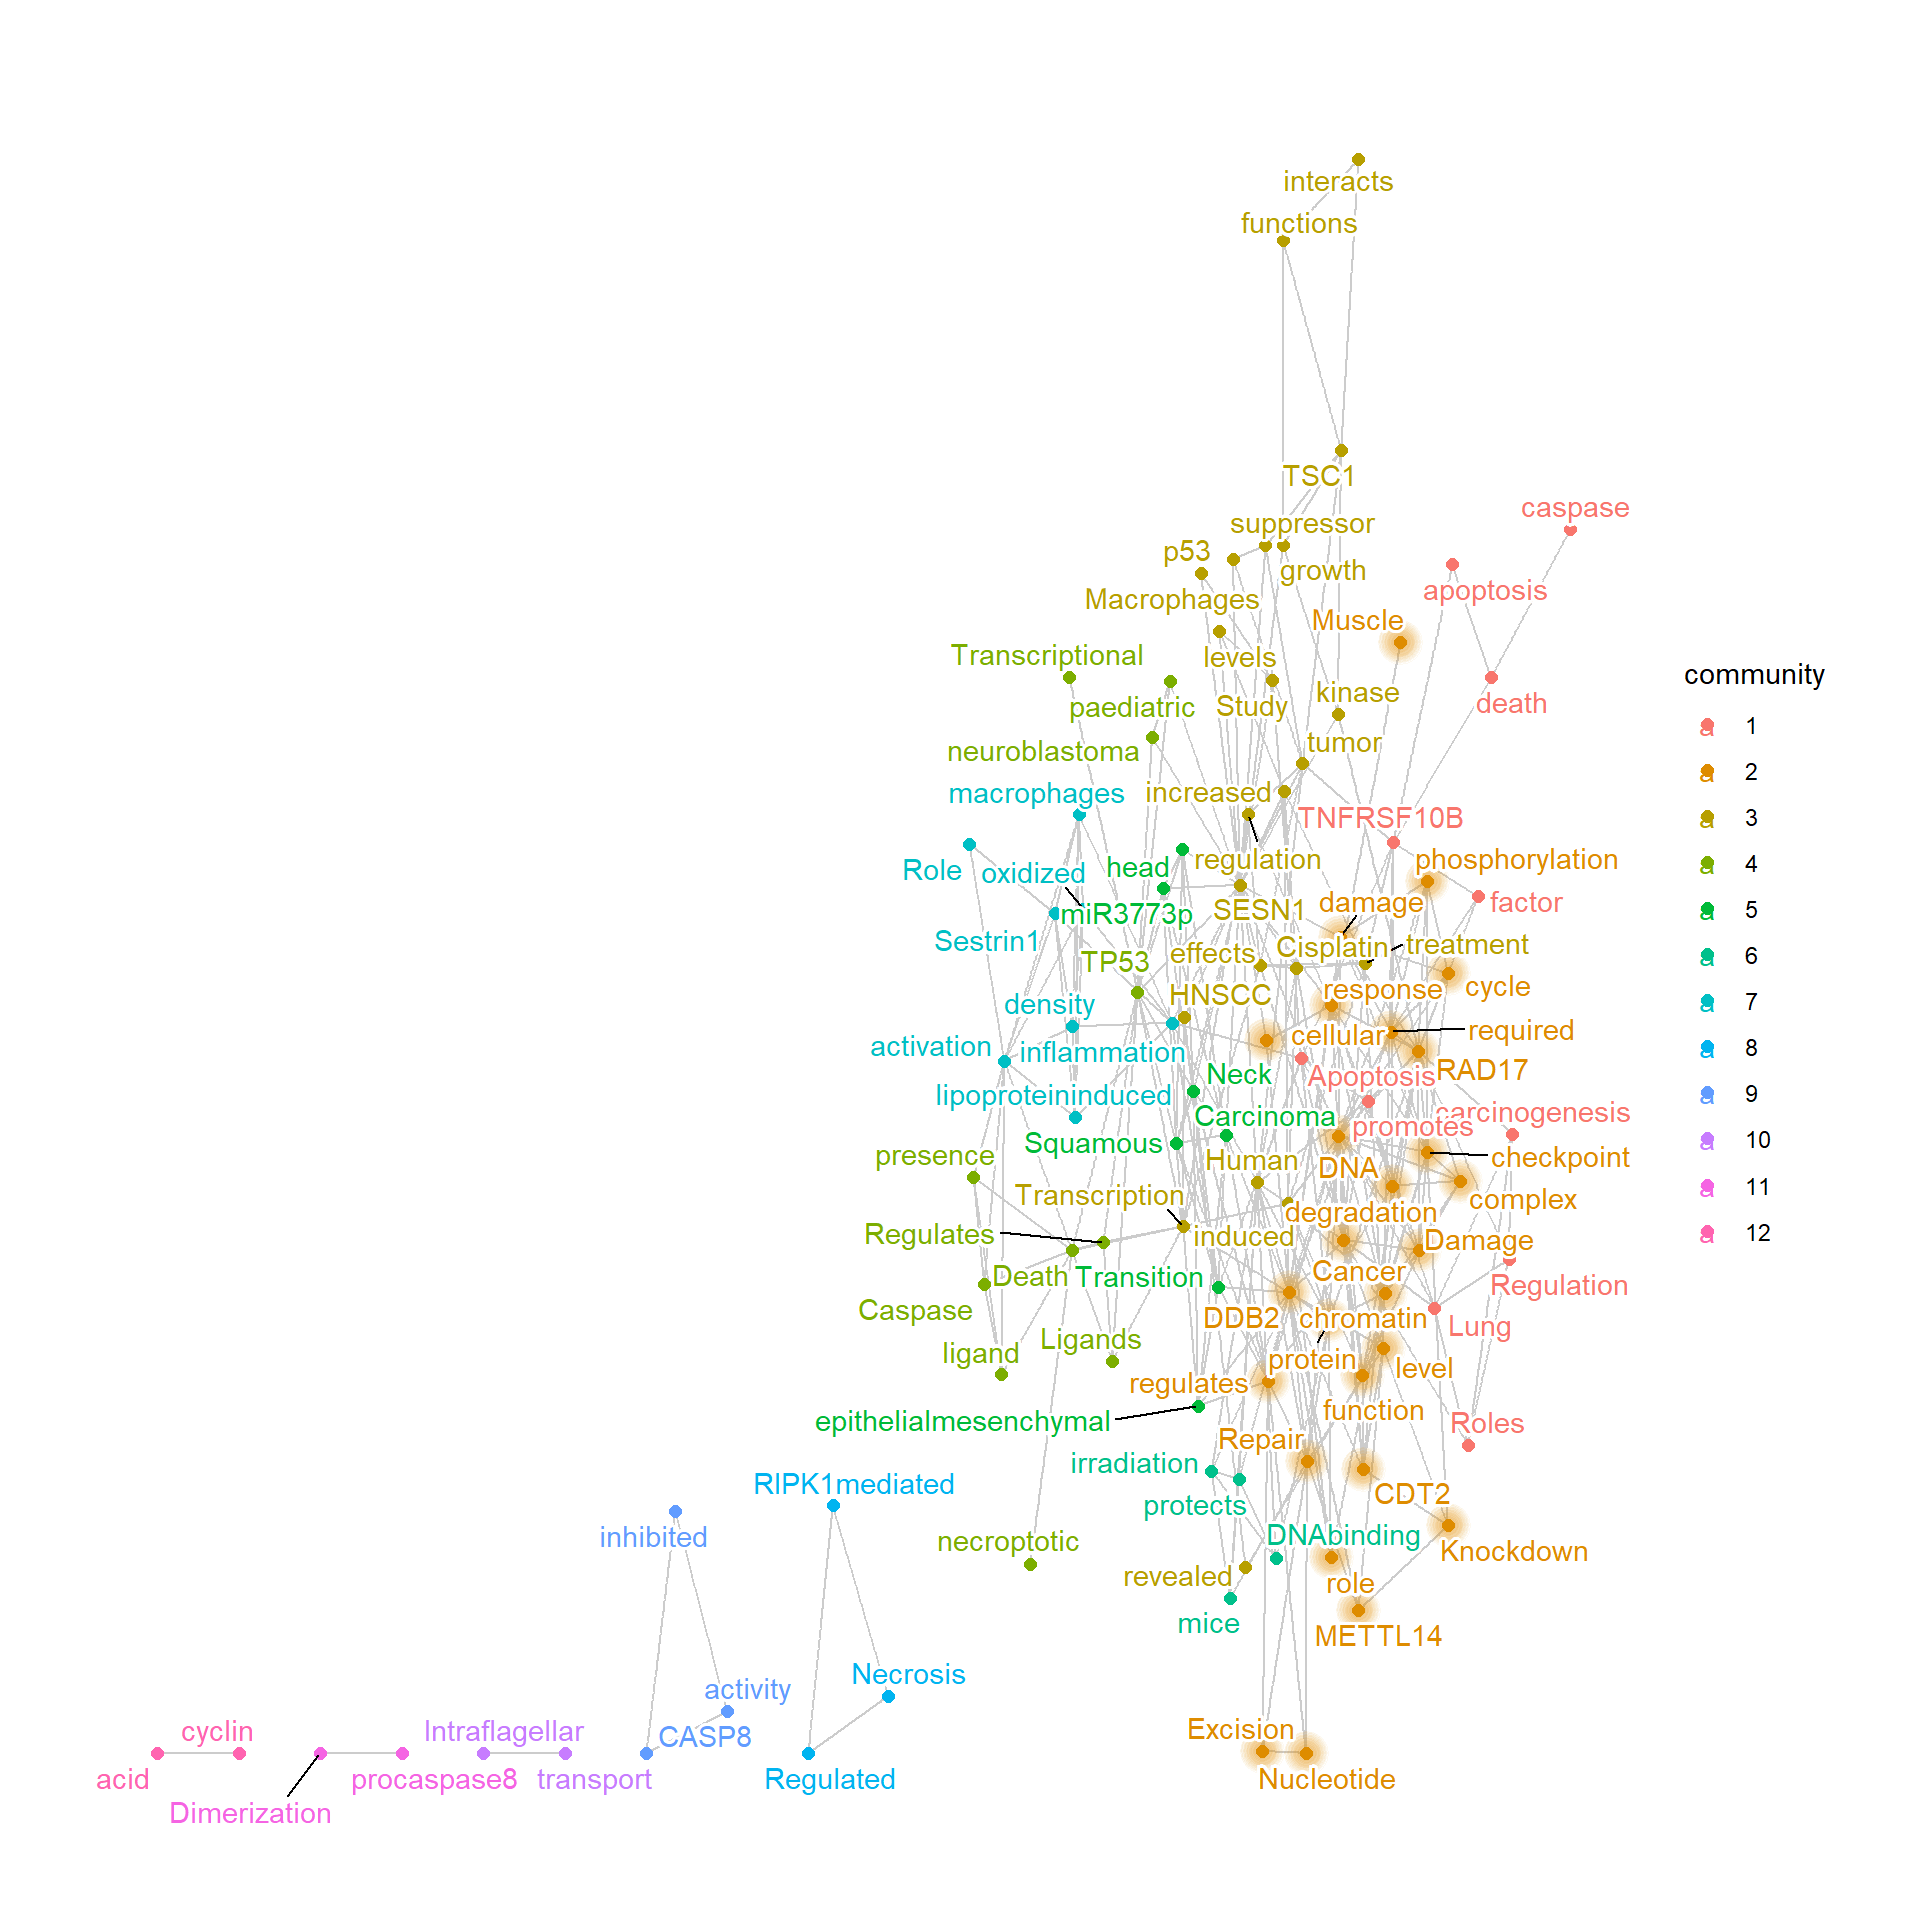 interacts
functions
TSC1
caspase
suppressor
p53
growth
apoptosis
Macrophages
Muscle
Transcriptional
levels
kinase
death
paediatric
Study
neuroblastoma
tumor
macrophages
increased
TNFRSF10B
Role
oxidized
head
regulation
phosphorylation
miR3773p
SESN1
damage
factor
Sestrin1
TP53
effects
Cisplatin
treatment
density
HNSCC
response
cycle
activation
inflammation
cellular
required
Neck
Apoptosis
RAD17
lipoproteininduced
Carcinoma
promotes
carcinogenesis
Squamous
presence
Human
DNA
checkpoint
Transcription
degradation
complex
Regulates
induced
Damage
Death
Transition
Cancer
Regulation
Caspase
DDB2
chromatin
Lung
ligand
Ligands
protein
level
regulates
function
epithelialmesenchymal
Roles
Repair
irradiation
RIPK1mediated
protects
CDT2
inhibited
necroptotic
DNAbinding
Knockdown
revealed
role
mice
METTL14
Necrosis
activity
cyclin
Intraflagellar
CASP8
Excision
acid
procaspase8
transport
Regulated
Nucleotide
Dimerization
community
a 1
a 2
a 3
a 4
a 5
a 6
a 7
a 8
a 9
a 10
a 11
a 12